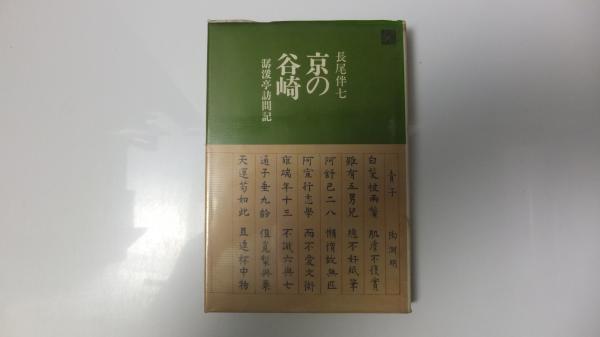 長尾伴七
京の
谷崎
潺湲亭訪問記
責子 陶渕明
白髮被兩鬢 肌膚不復實
雖有五男兒 總不好紙筆
阿舒已二八 懶惰故無匹
阿宣行志學 而不愛文術
雍端年十三 不識六與七
通子垂九齡 但覓梨與栗
天運苟如此 且進杯中物